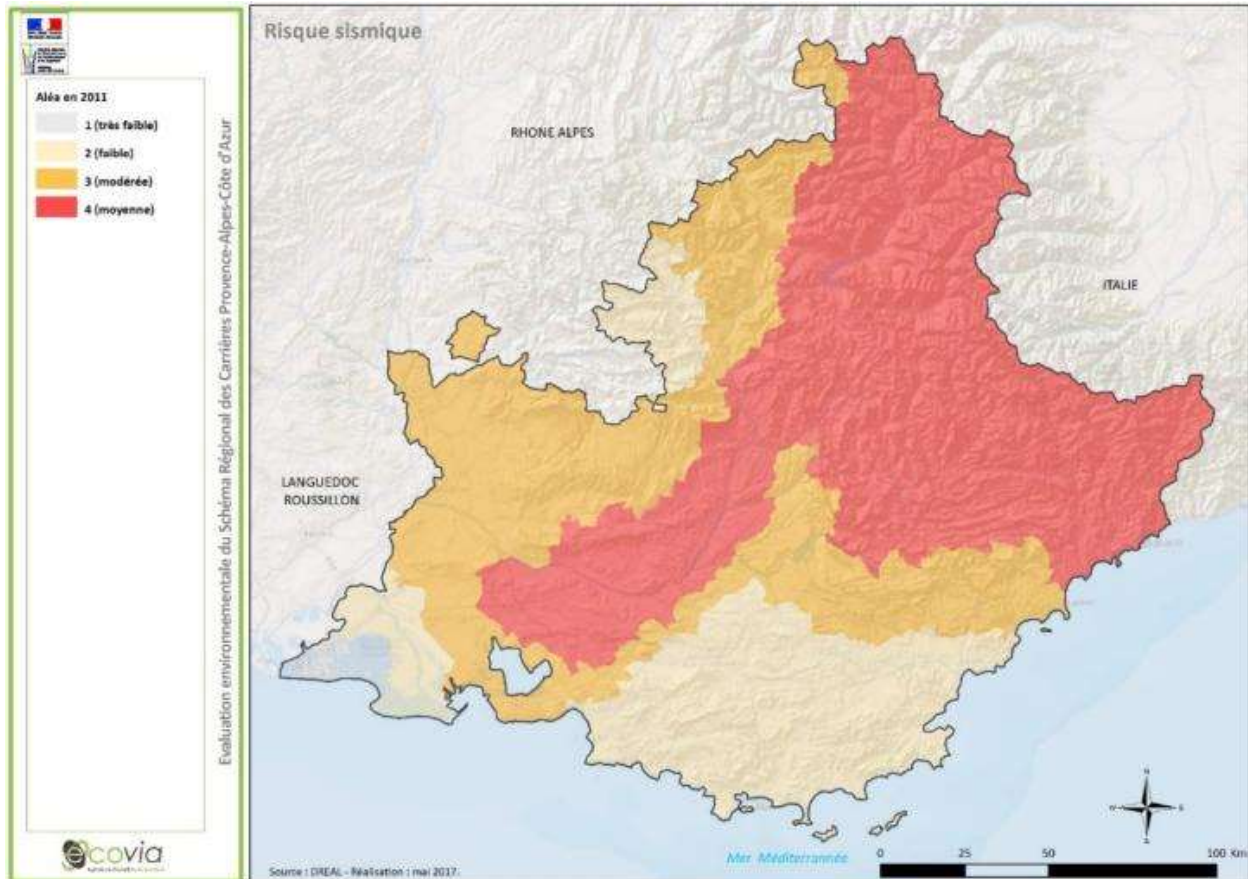 Risque sismique
Aléa en 2011
1 (très faible)
2 (faible)
3 (modérée)
4 (moyenne)
Evaluation environnementale du Schéma Régional des Carrières Provence-Alpes-Côte d'Azur
RHONE ALPES
ITALIE
LANGUEDOC
ROUSSILLON
Mer Méditerrannée
N
0 25 50 100 Km
Source : DREAL - Réalisation : mai 2017.
écovia